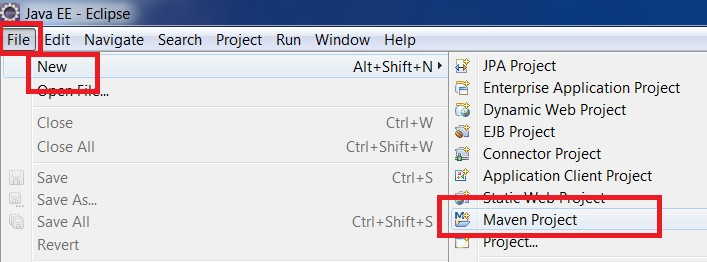 Java EE - Eclipse
File Edit Navigate Search Project Run Window Help
New Alt+Shift+N
Open File...
Close Ctrl+W
Close All Ctrl+Shift+W
Save Ctrl+S
Save As...
Save All Ctrl+Shift+S
Revert
JPA Project
Enterprise Application Project
Dynamic Web Project
EJB Project
Connector Project
Application Client Project
Static Web Project
Maven Project
Project...